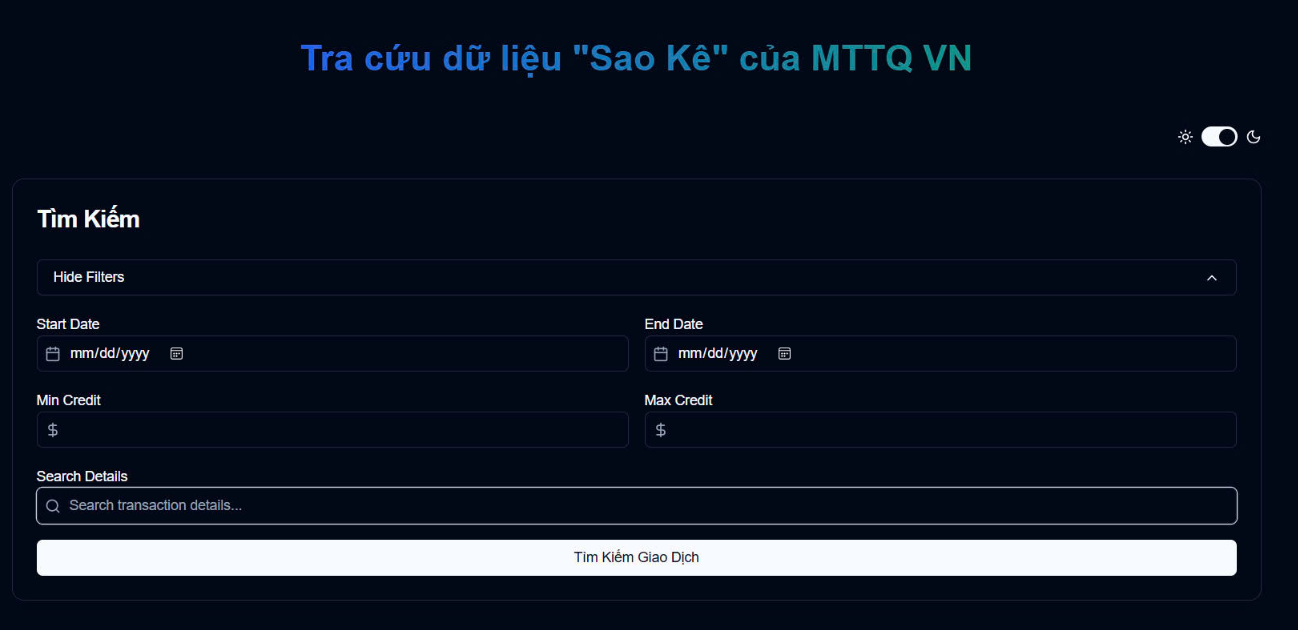 Tra cứu dữ liệu "Sao Kê" của MTTQ VN
Tìm Kiếm
Hide Filters
Start Date
End Date
mm/dd/yyyy
mm/dd/yyyy
Min Credit
Max Credit
$
$
Search Details
Search transaction details...
Tìm Kiếm Giao Dịch